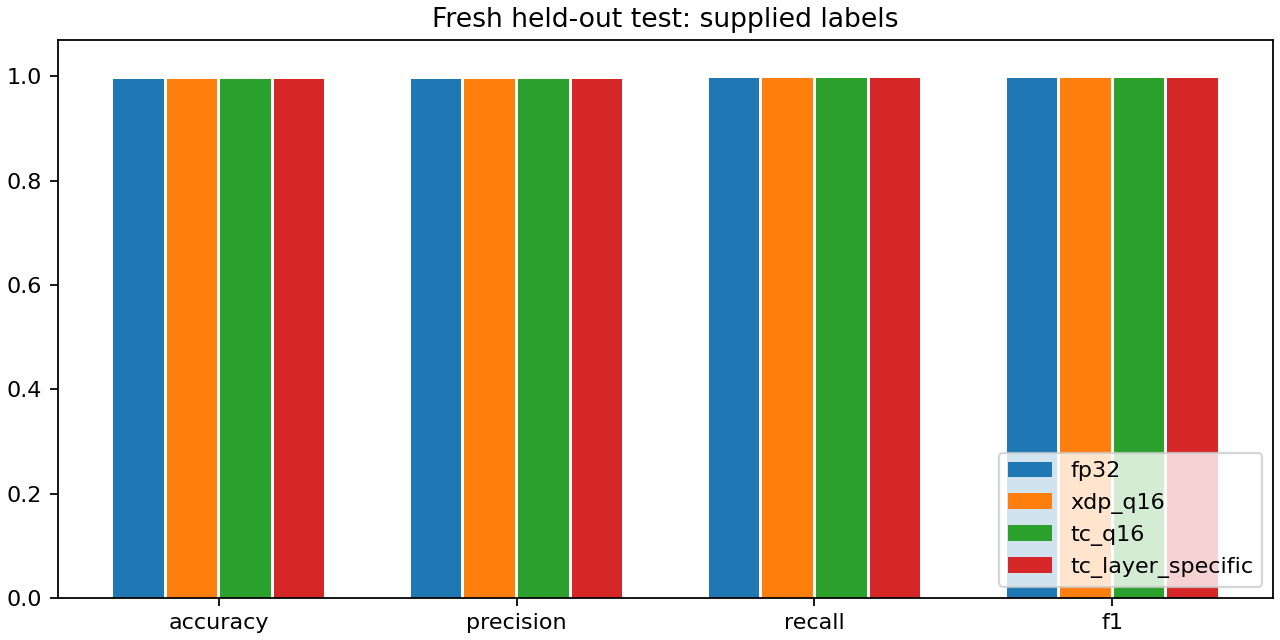 Fresh held-out test: supplied labels
1.0
0.8
0.6
0.4
0.2
0.0
accuracy precision recall f1
fp32
xdp_q16
tc_q16
tc_layer_specific